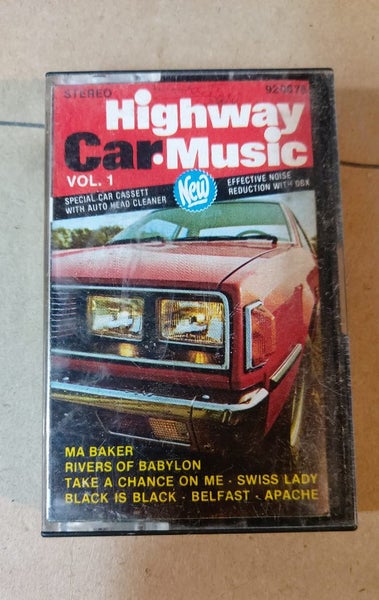 STEREO
Highway
Car·Music
VOL. 1
New
SPECIAL CAR CASSETT
WITH AUTO HEAD CLEANER
EFFECTIVE NOISE
REDUCTION WITH DBX
MA BAKER
RIVERS OF BABYLON
TAKE A CHANCE ON ME - SWISS LADY
BLACK IS BLACK - BELFAST - APACHE